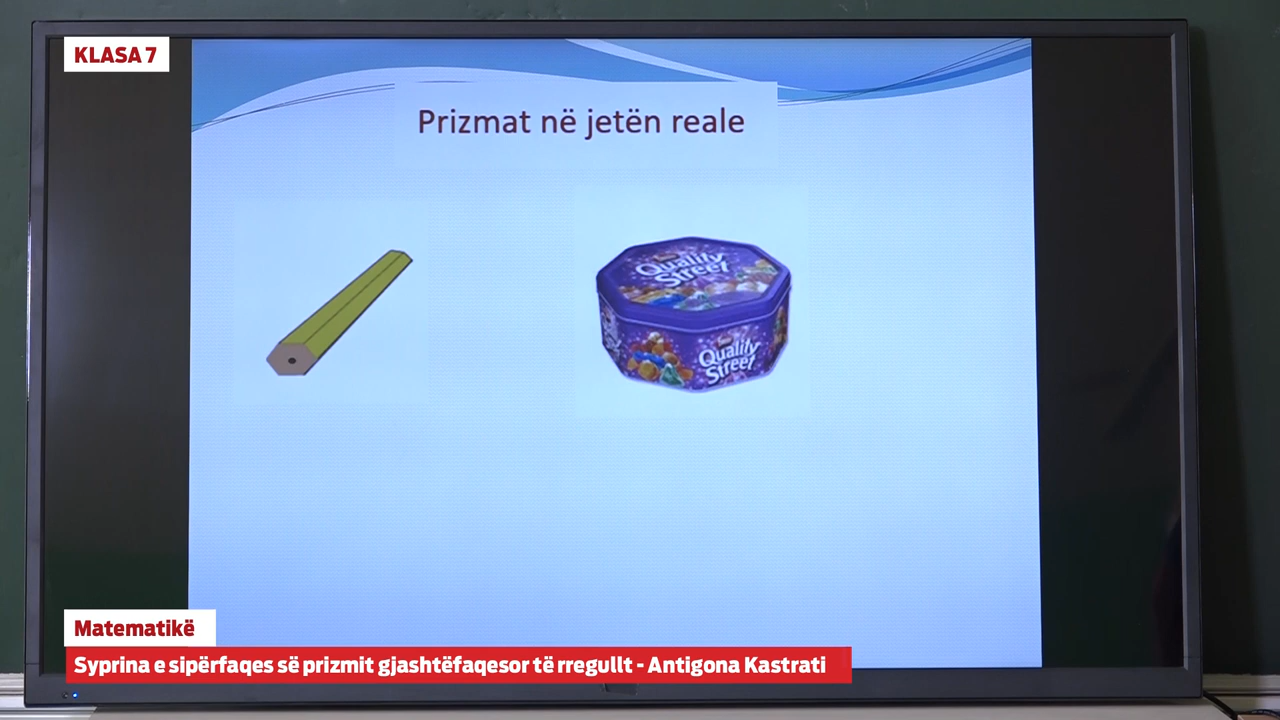 KLASA 7
Prizmat në jetën reale
Quality
Street
Quality
Street
Matematikë
Syprina e sipërfaqes së prizmit gjashtëfaqesor të rregullt - Antigona Kastrati